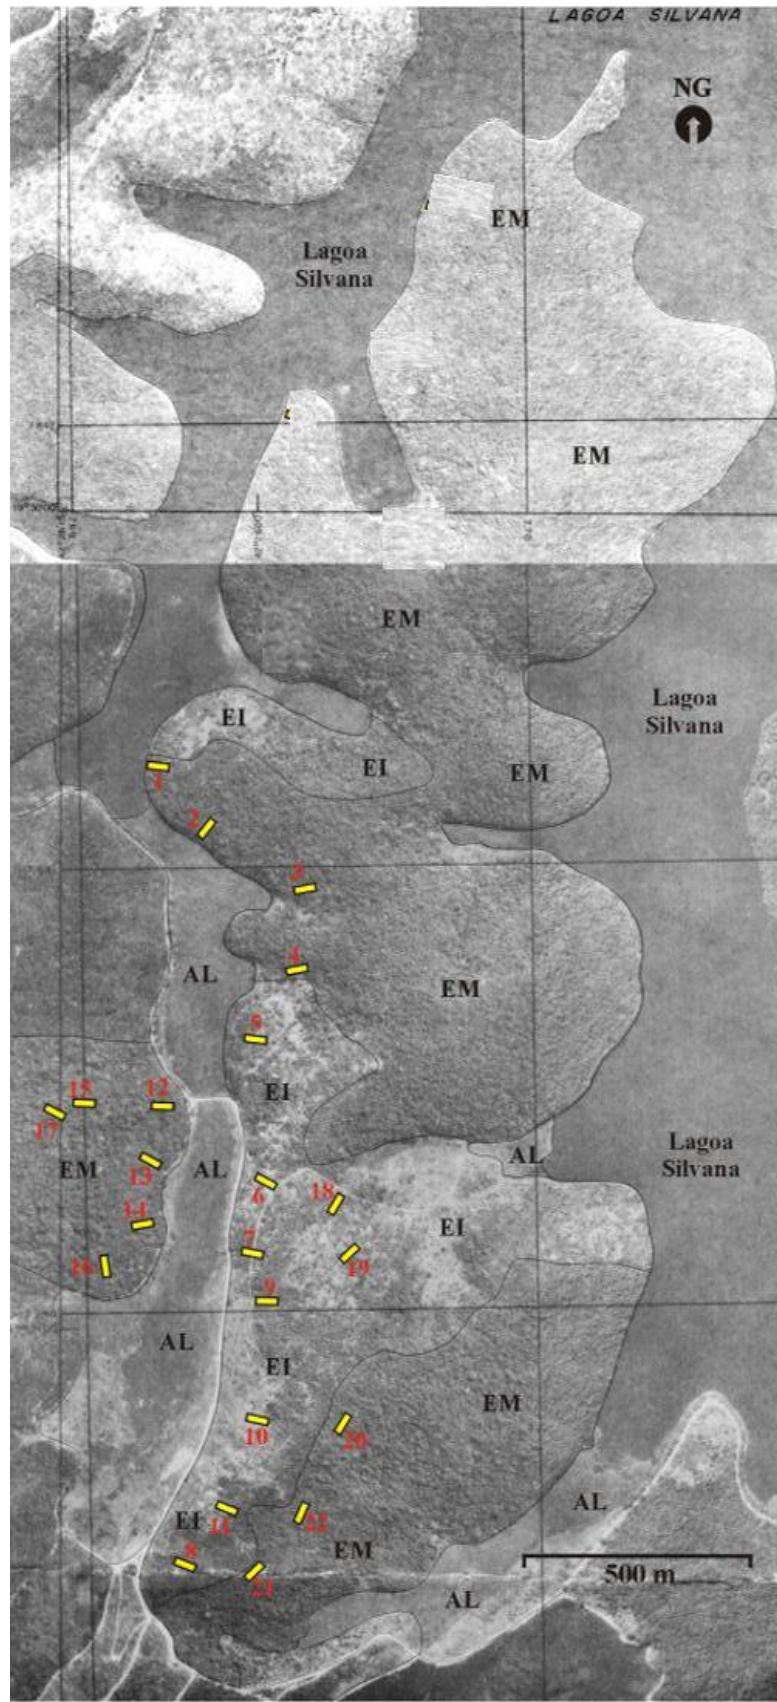 LAGOA SILVANA
NG
EM
Lagoa
Silvana
EM
EM
Lagoa
Silvana
EI
EI
EM
1
2
3
4
AL
EM
5
EI
15
12
17
EM
13
AL
AL
Lagoa
Silvana
6
18
14
EI
7
19
16
9
AL
EI
EM
10
20
AL
EI
11
22
8
EM
21
500 m
AL